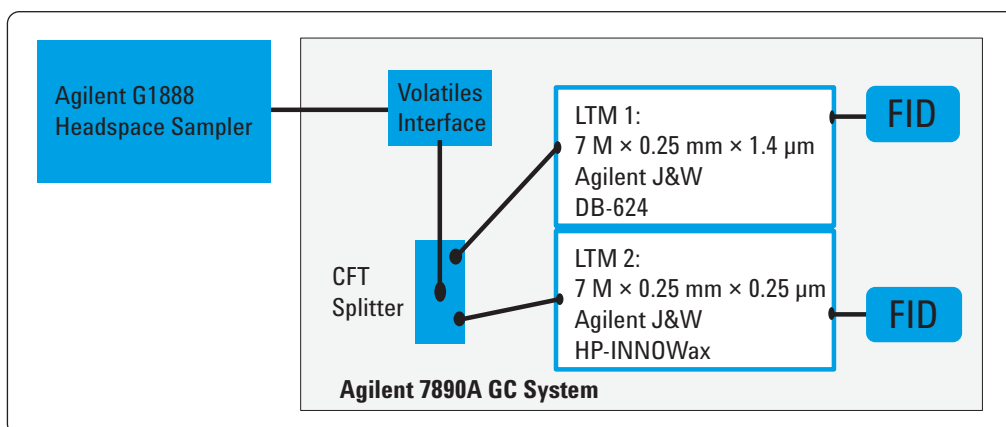 Agilent G1888
Headspace Sampler
Volatiles
Interface
CFT
Splitter
LTM 1:
7 M × 0.25 mm × 1.4 µm
Agilent J&W
DB-624
FID
LTM 2:
7 M × 0.25 mm × 0.25 µm
Agilent J&W
HP-INNOWax
FID
Agilent 7890A GC System